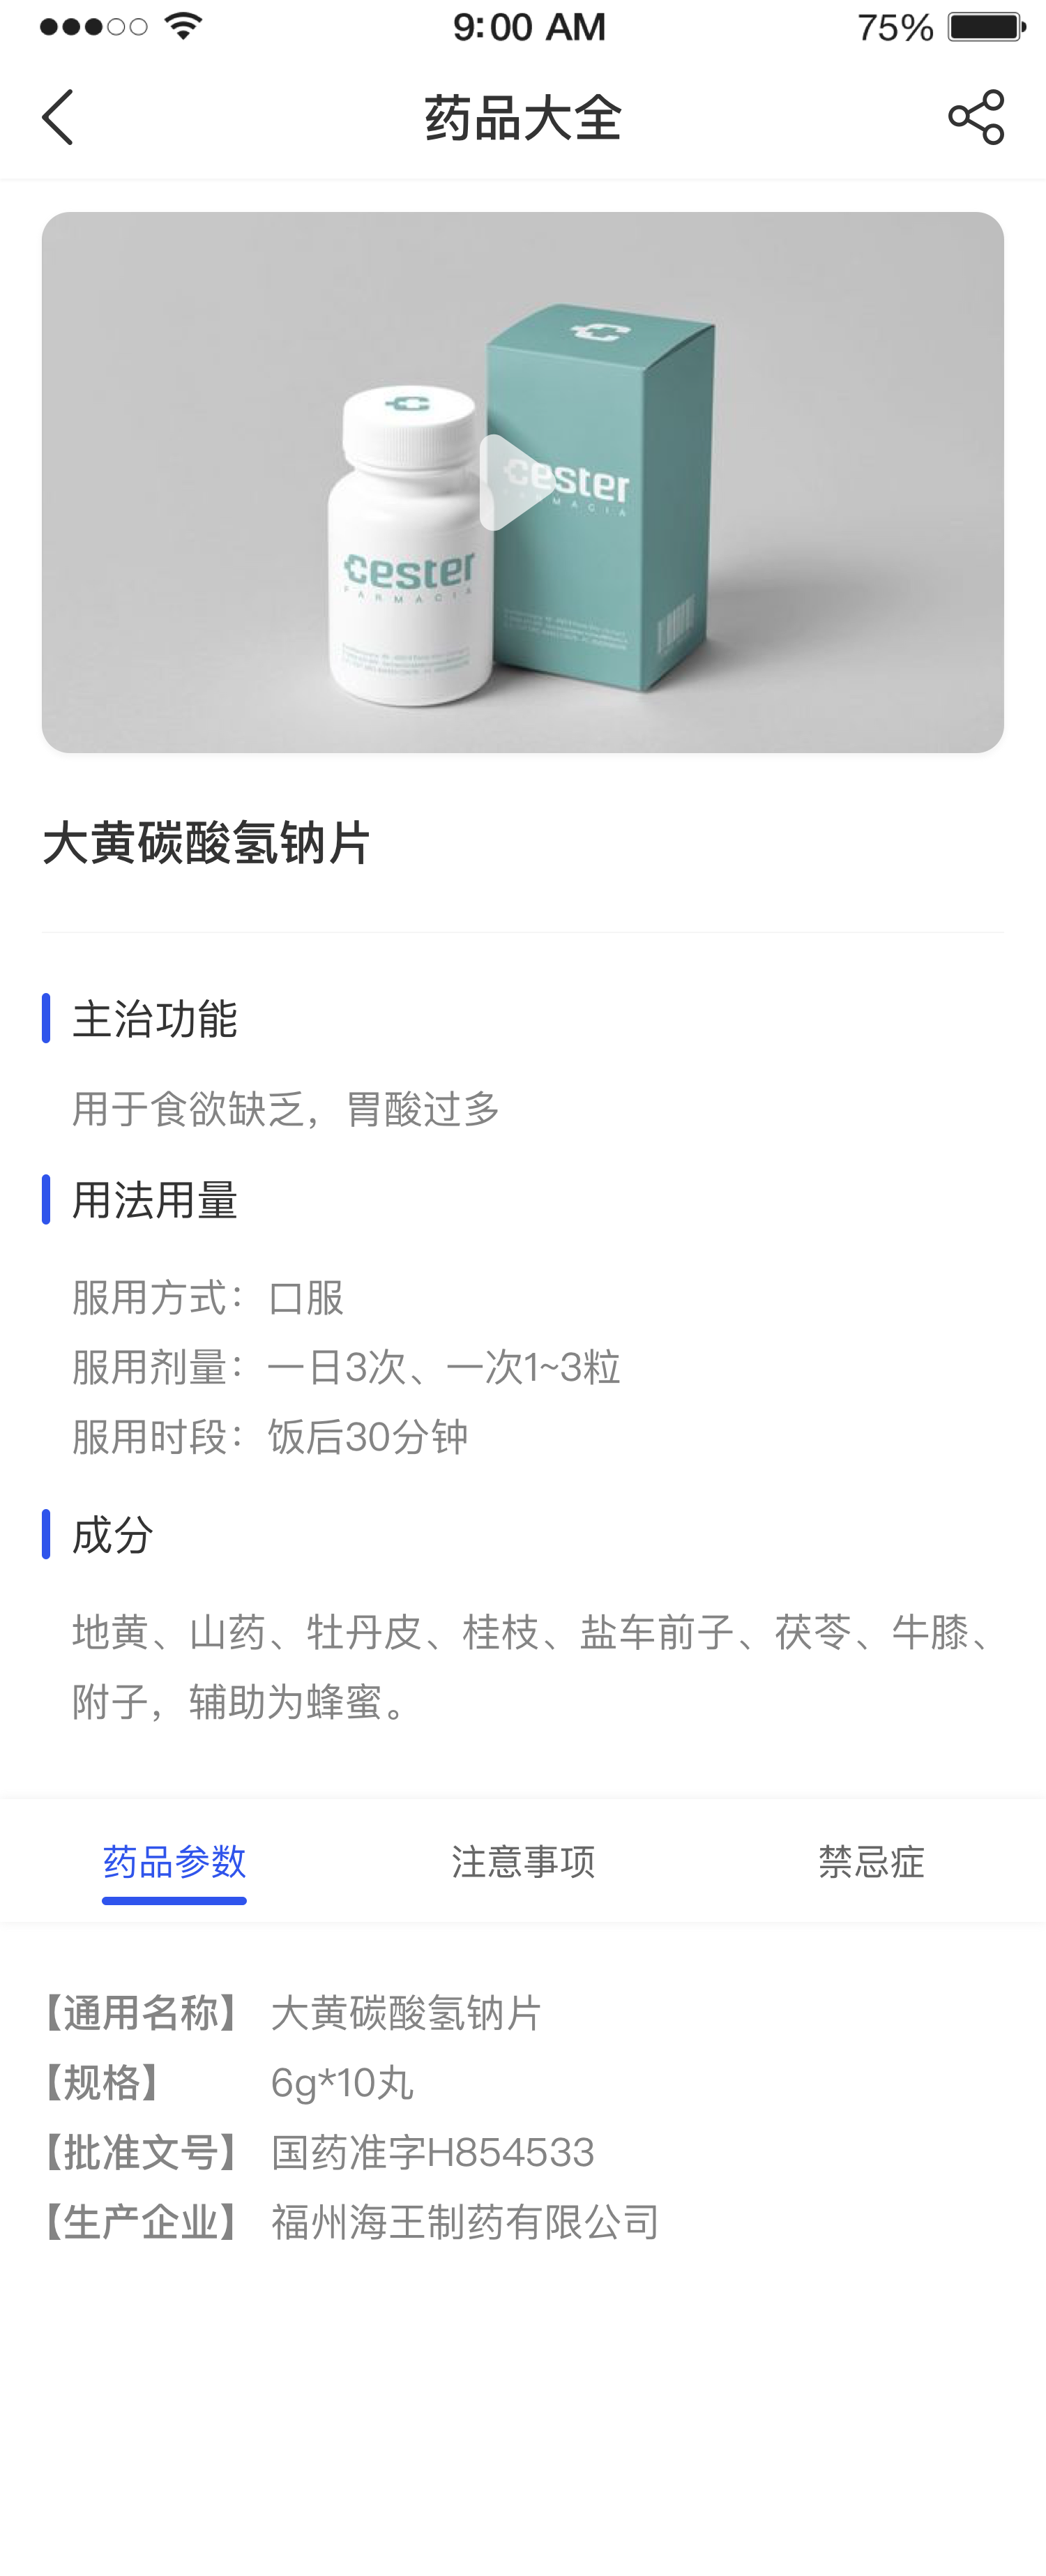 9:00 AM
75%
药品大全
cester
FARMACIA
cester
FARMACIA
大黄碳酸氢钠片
主治功能
用于食欲缺乏，胃酸过多
用法用量
服用方式：口服
服用剂量：一日3次、一次1~3粒
服用时段：饭后30分钟
成分
地黄、山药、牡丹皮、桂枝、盐车前子、茯苓、牛膝、
附子，辅助为蜂蜜。
药品参数 注意事项 禁忌症
【通用名称】 大黄碳酸氢钠片
【规格】 6g*10丸
【批准文号】 国药准字H854533
【生产企业】 福州海王制药有限公司